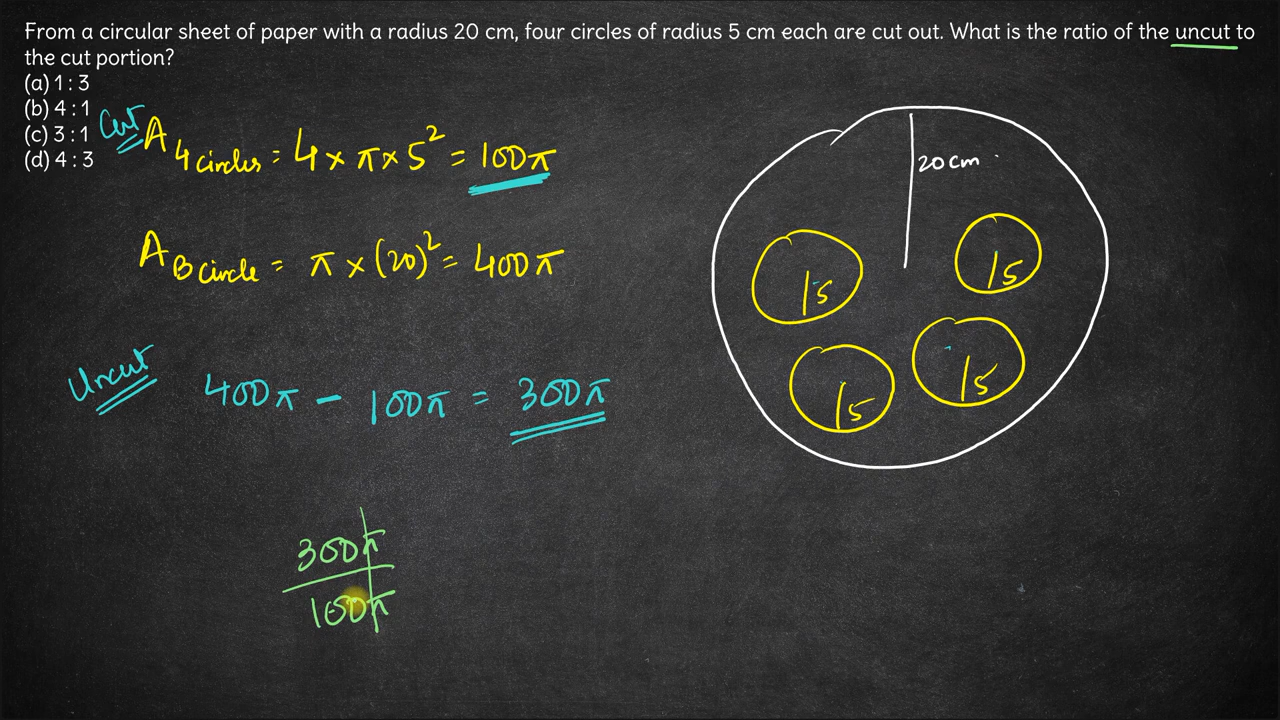 From a circular sheet of paper with a radius 20 cm, four circles of radius 5 cm each are cut out. What is the ratio of the uncut to
the cut portion?
(a) 1 : 3
(b) 4 : 1
(c) 3 : 1
(d) 4 : 3
Cut
A 4 circles = 4 × π × 5² = 100π
A B circle = π × (20)² = 400π
Uncut
400π − 100π = 300π
300π
100π
20 cm
5
5
5
5